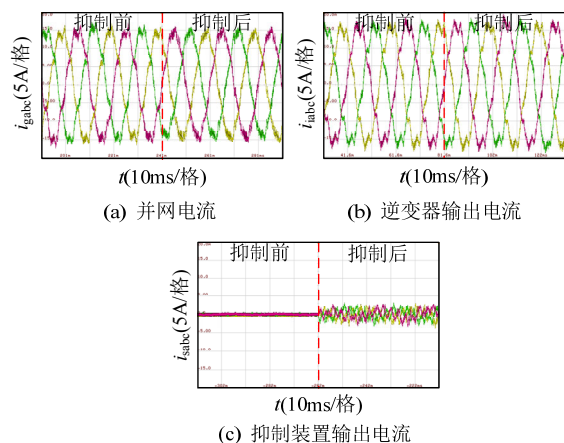 抑制前 抑制后
i_gabc(5A/格)
t(10ms/格)
(a) 并网电流
抑制前 抑制后
i_iabc(5A/格)
t(10ms/格)
(b) 逆变器输出电流
抑制前 抑制后
i_sabc(5A/格)
t(10ms/格)
(c) 抑制装置输出电流